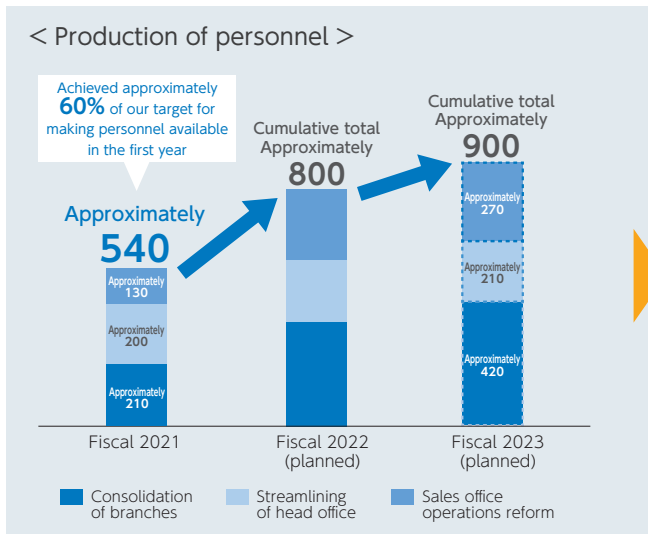 < Production of personnel >
Achieved approximately
60% of our target for
making personnel available
in the first year
Approximately
540
Approximately
130
Approximately
200
Approximately
210
Fiscal 2021
Cumulative total
Approximately
800
Fiscal 2022
(planned)
Cumulative total
Approximately
900
Approximately
270
Approximately
210
Approximately
420
Fiscal 2023
(planned)
Consolidation
of branches
Streamlining
of head office
Sales office
operations reform